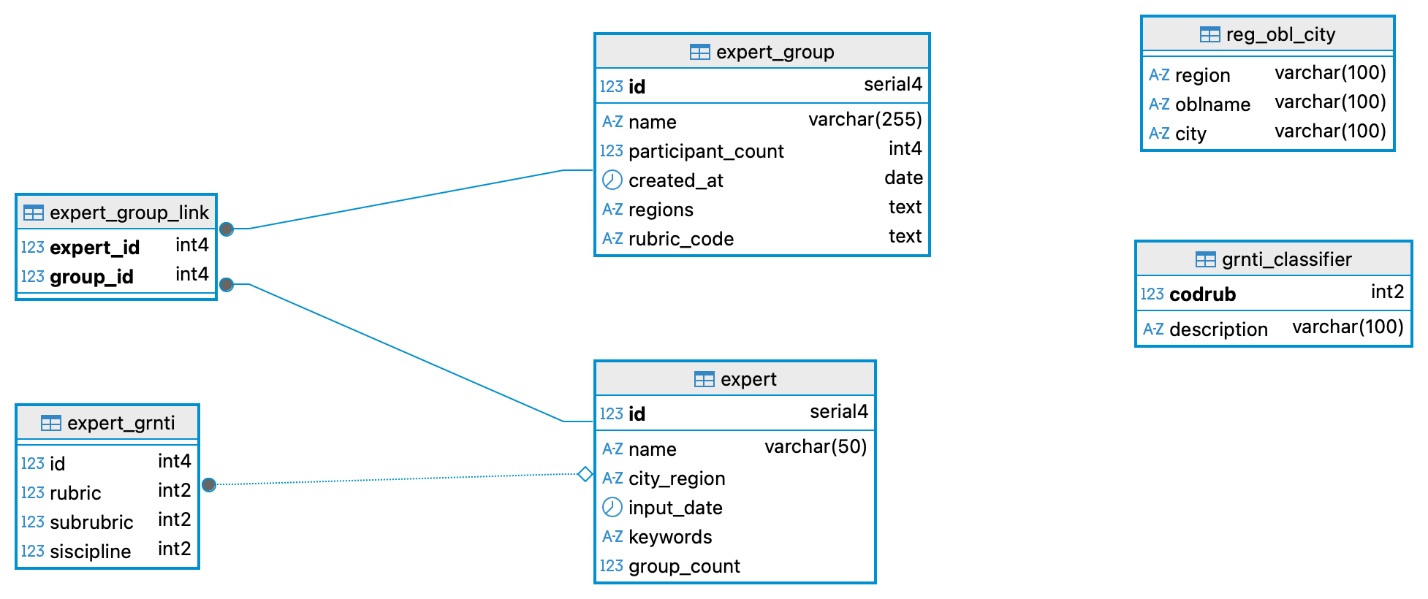 expert_group
123 id serial4
A-Z name varchar(255)
123 participant_count int4
created_at date
A-Z regions text
A-Z rubric_code text
reg_obl_city
A-Z region varchar(100)
A-Z oblname varchar(100)
A-Z city varchar(100)
expert_group_link
123 expert_id int4
123 group_id int4
grnti_classifier
123 codrub int2
A-Z description varchar(100)
expert
123 id serial4
A-Z name varchar(50)
A-Z city_region
input_date
A-Z keywords
123 group_count
expert_grnti
123 id int4
123 rubric int2
123 subrubric int2
123 siscipline int2